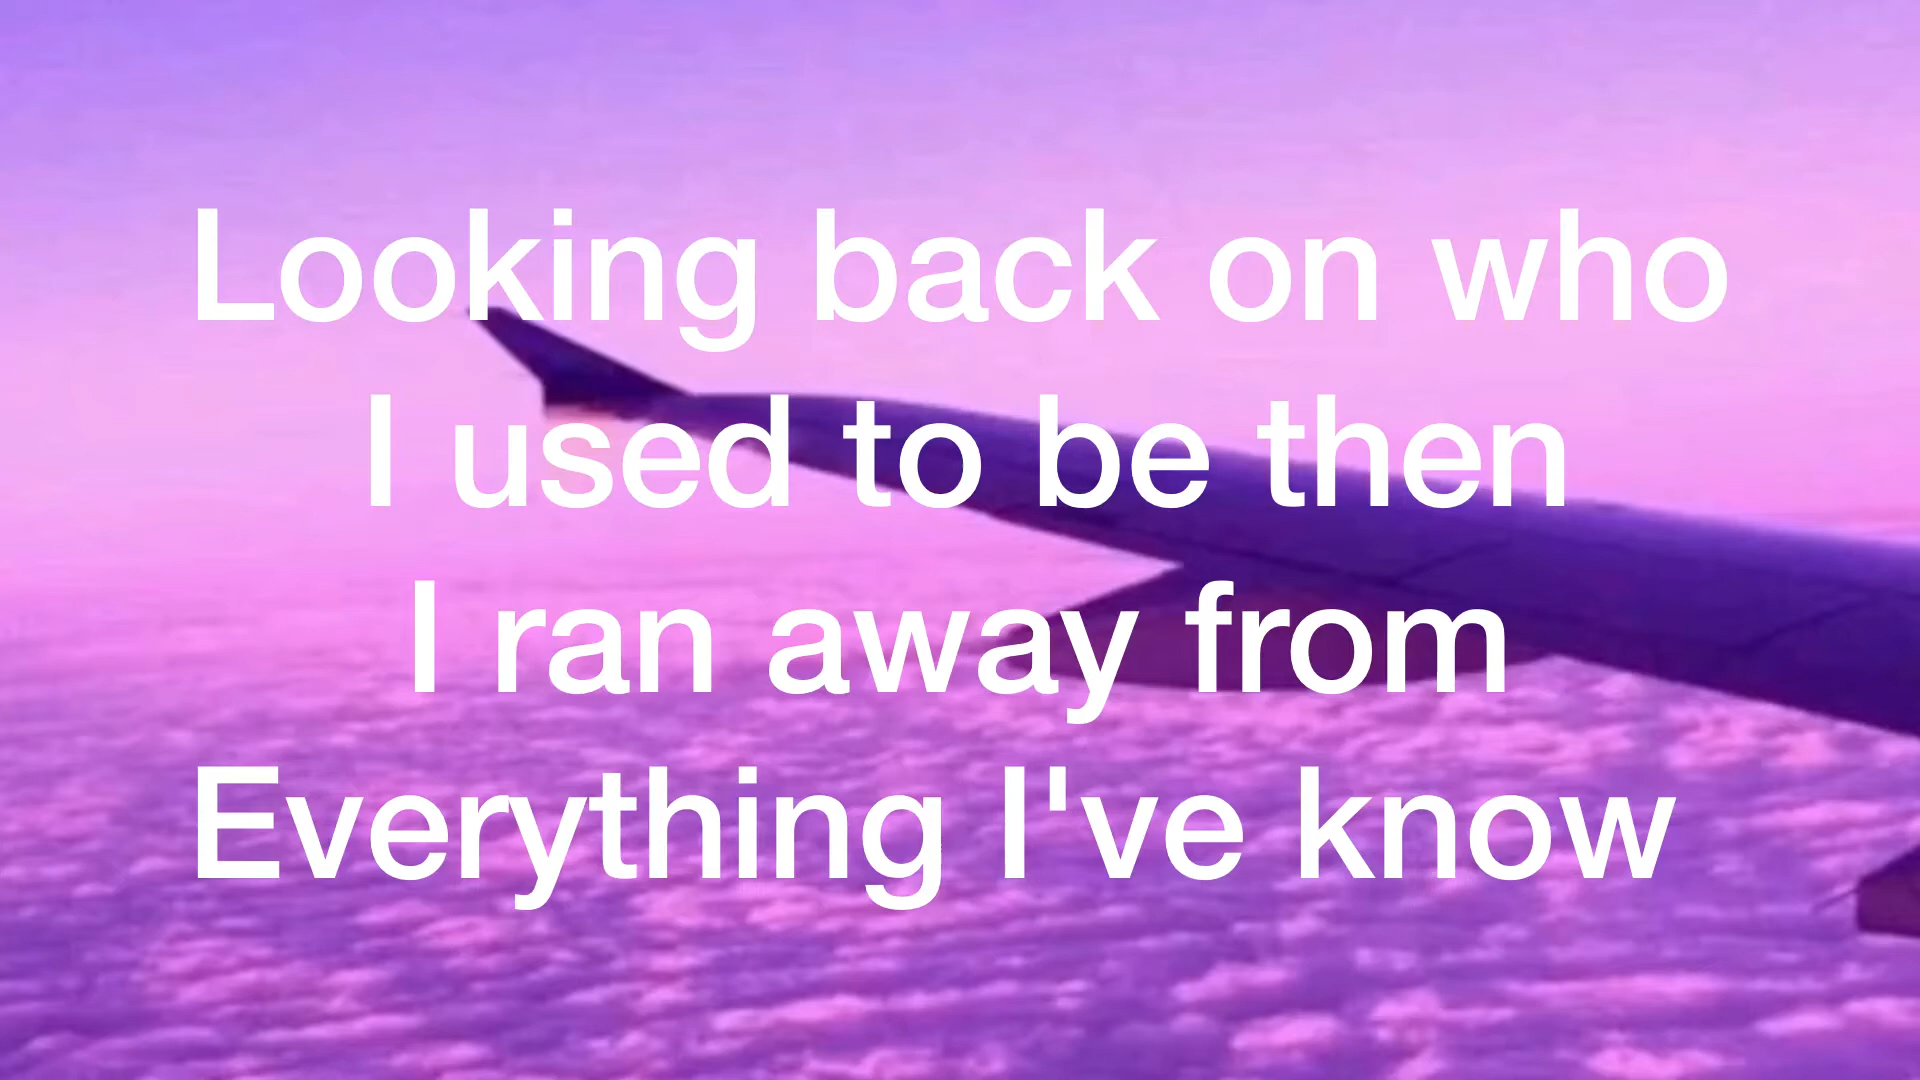 Looking back on who
I used to be then
I ran away from
Everything I've know